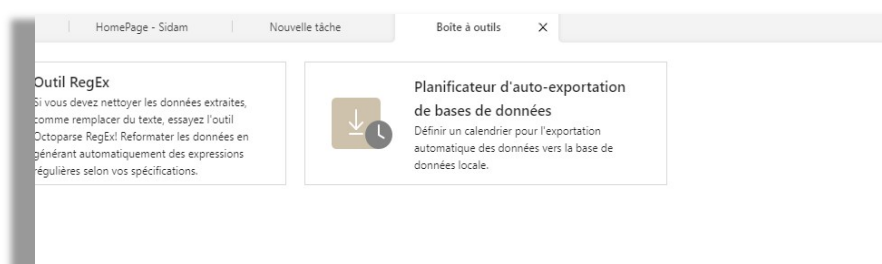 HomePage - Sidam
Nouvelle tâche
Boîte à outils
Outil RegEx
Si vous devez nettoyer les données extraites,
comme remplacer du texte, essayez l'outil
Octoparse RegEx! Reformater les données en
générant automatiquement des expressions
régulières selon vos spécifications.
Planificateur d'auto-exportation
de bases de données
Définir un calendrier pour l'exportation
automatique des données vers la base de
données locale.